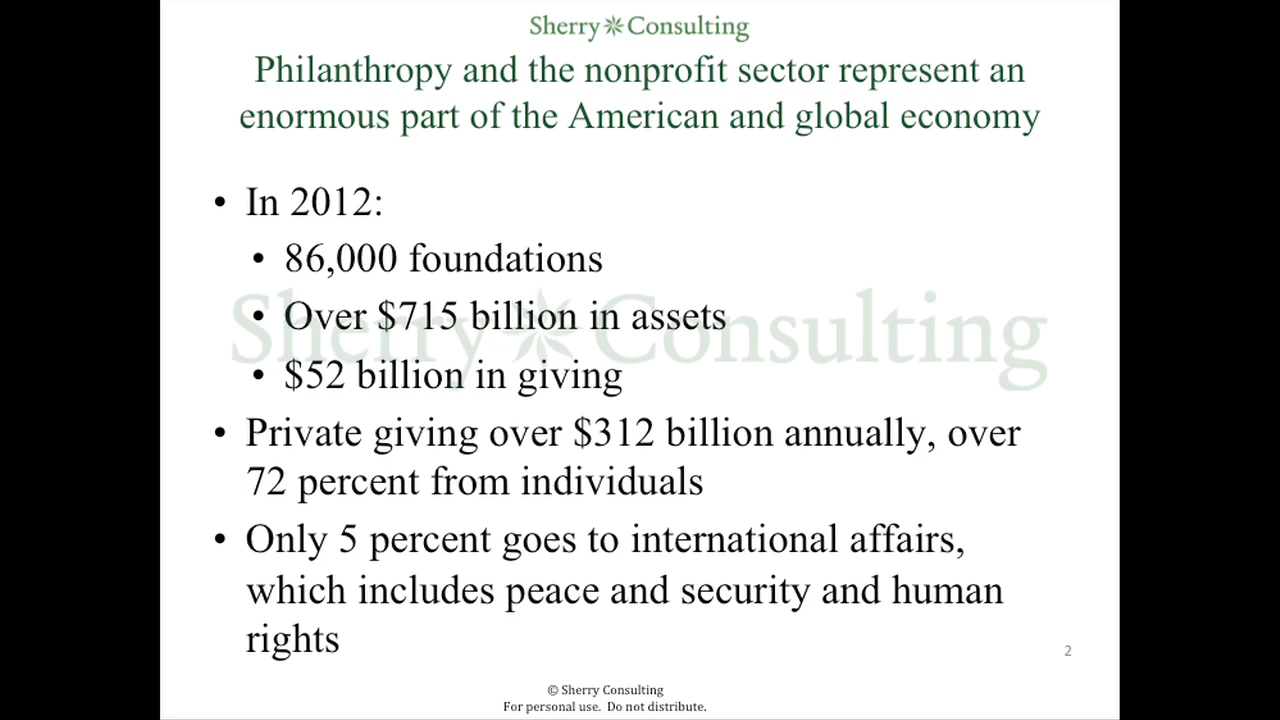 Sherry Consulting
Philanthropy and the nonprofit sector represent an
enormous part of the American and global economy
• In 2012:
• 86,000 foundations
• Over $715 billion in assets
Sherry Consulting
• $52 billion in giving
• Private giving over $312 billion annually, over
72 percent from individuals
• Only 5 percent goes to international affairs,
which includes peace and security and human
rights
2
© Sherry Consulting
For personal use. Do not distribute.